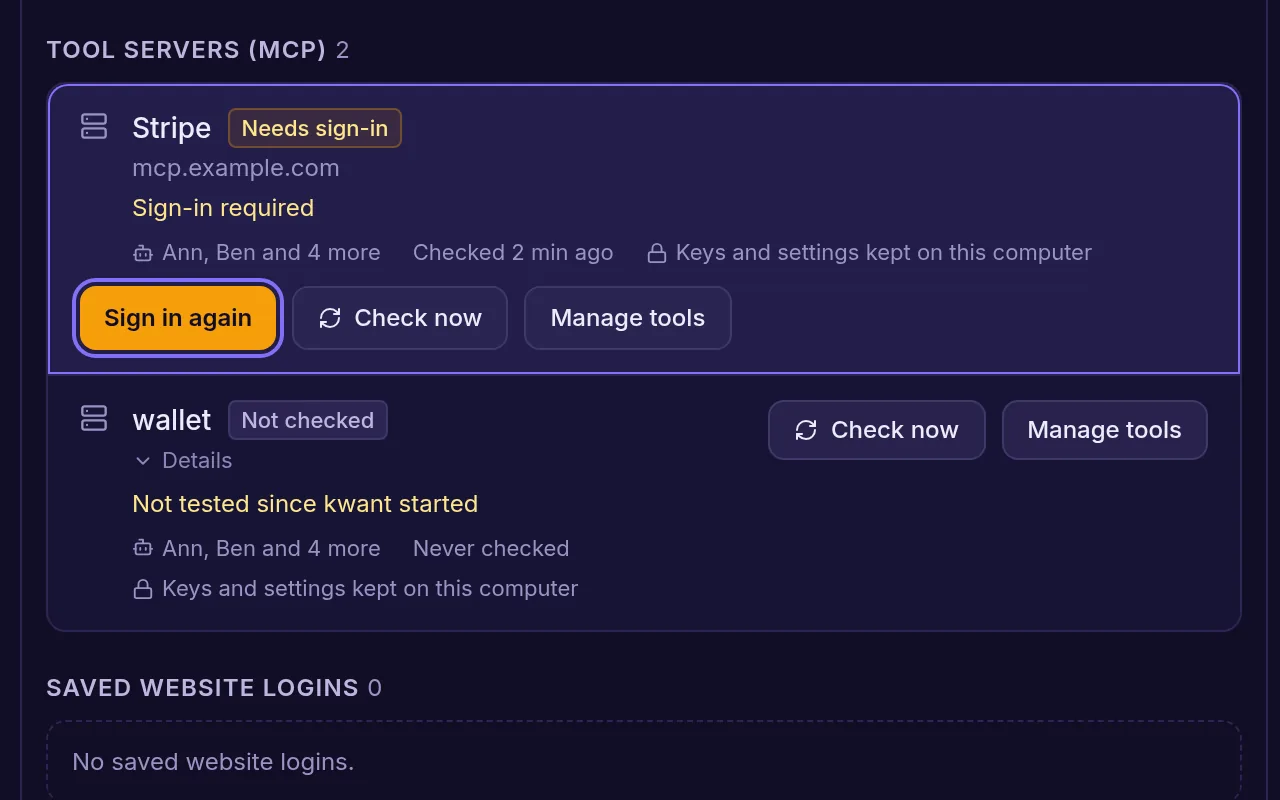 TOOL SERVERS (MCP) 2
Stripe Needs sign-in
mcp.example.com
Sign-in required
Ann, Ben and 4 more Checked 2 min ago Keys and settings kept on this computer
Sign in again Check now Manage tools
wallet Not checked Check now Manage tools
Details
Not tested since kwant started
Ann, Ben and 4 more Never checked
Keys and settings kept on this computer
SAVED WEBSITE LOGINS 0
No saved website logins.